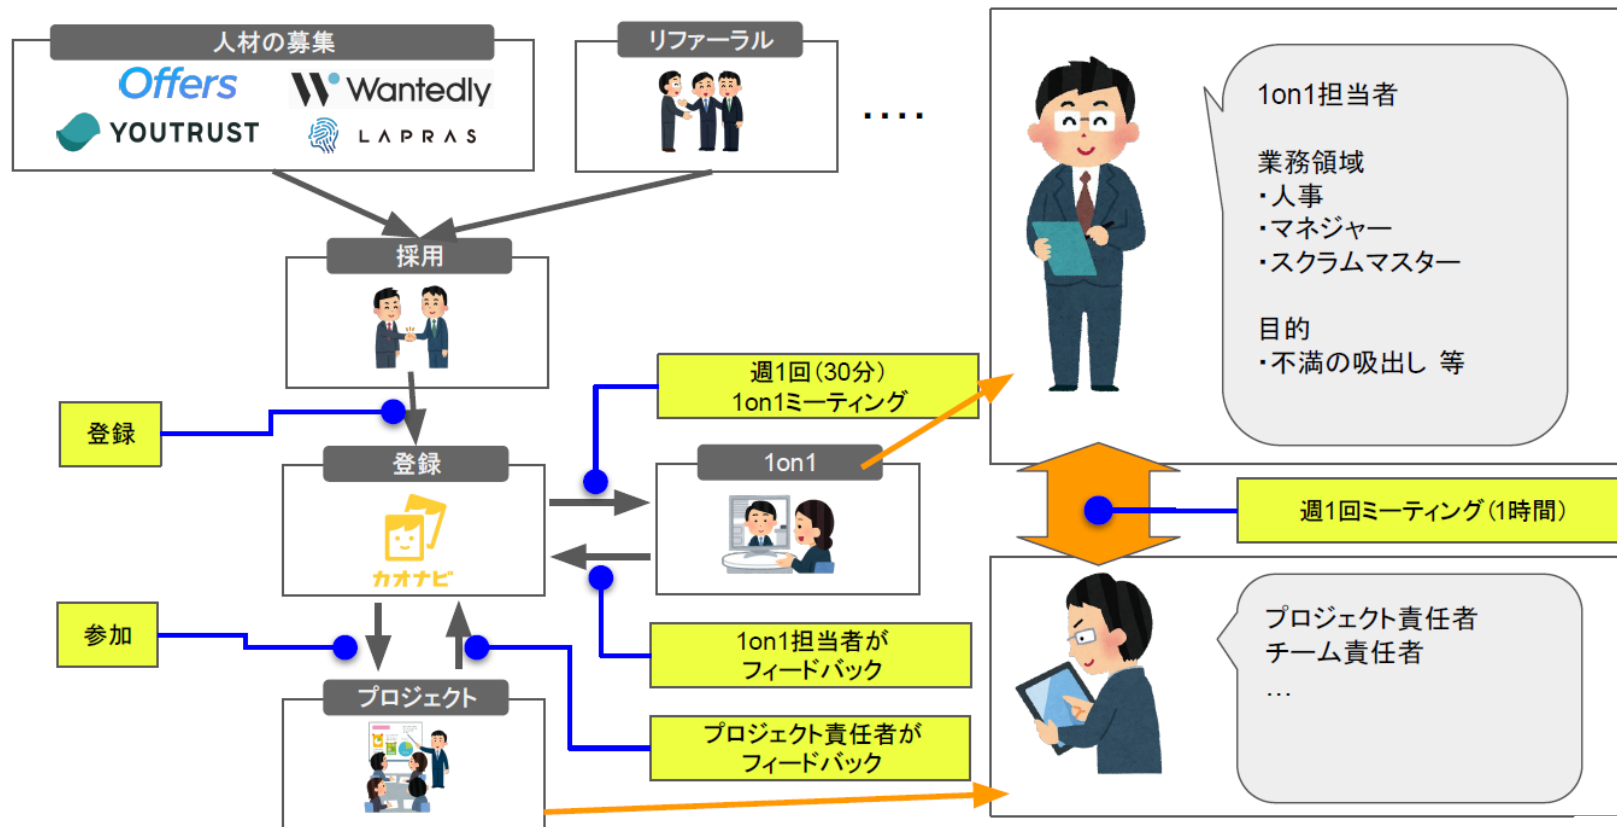 人材の募集
Offers
Wantedly
YOUTRUST
LAPRAS
リファーラル
....
採用
登録
登録
カオナビ
週1回（30分）
1on1ミーティング
1on1
1on1担当者が
フィードバック
参加
プロジェクト
プロジェクト責任者が
フィードバック
1on1担当者
業務領域
・人事
・マネジャー
・スクラムマスター
目的
・不満の吸出し 等
週1回ミーティング（1時間）
プロジェクト責任者
チーム責任者
…